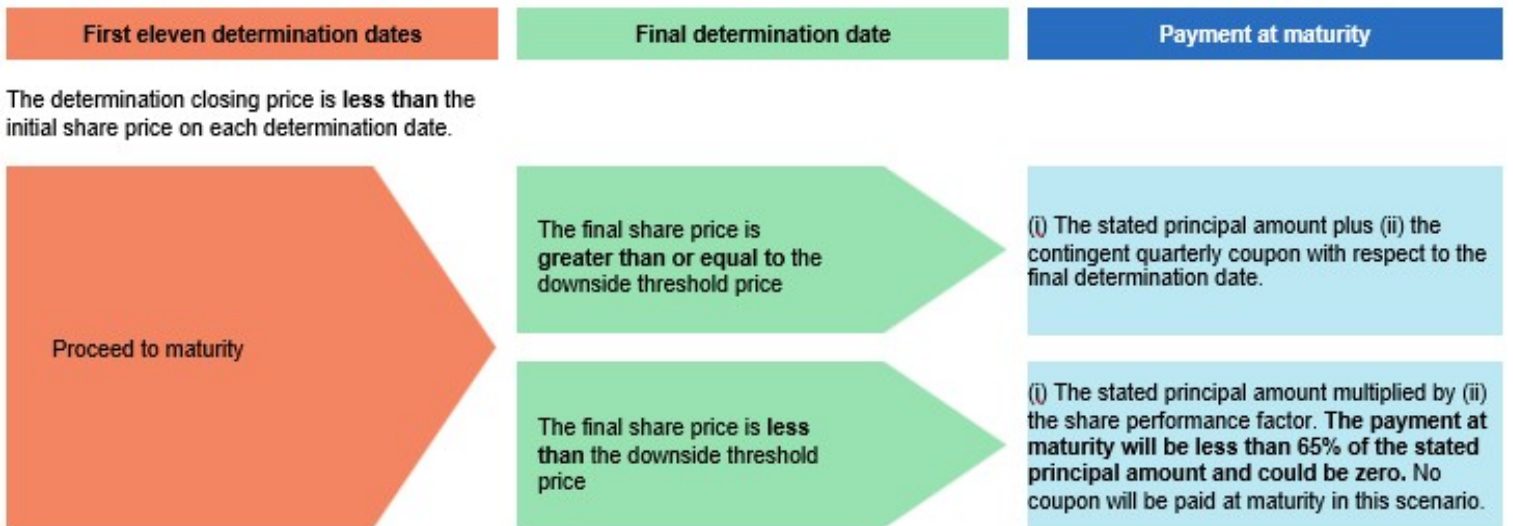 First eleven determination dates
Final determination date
Payment at maturity
The determination closing price is less than the
initial share price on each determination date.
Proceed to maturity
The final share price is
greater than or equal to the
downside threshold price
(i) The stated principal amount plus (ii) the
contingent quarterly coupon with respect to the
final determination date.
The final share price is less
than the downside threshold
price
(i) The stated principal amount multiplied by (ii)
the share performance factor. The payment at
maturity will be less than 65% of the stated
principal amount and could be zero. No
coupon will be paid at maturity in this scenario.